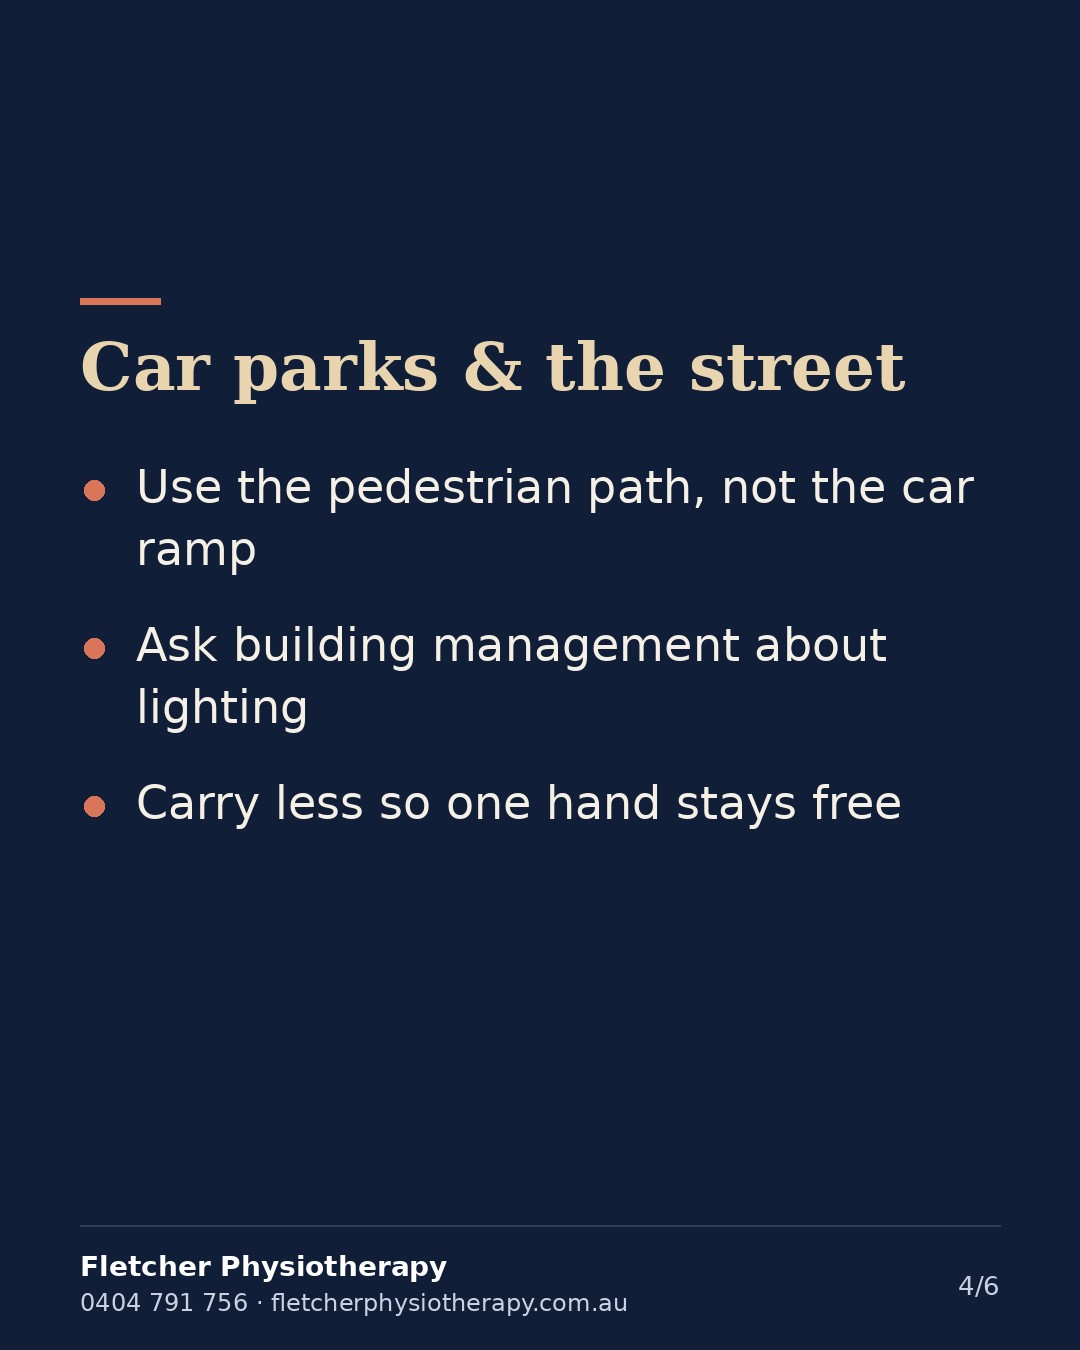 Car parks & the street
Use the pedestrian path, not the car
ramp
Ask building management about
lighting
Carry less so one hand stays free
Fletcher Physiotherapy
0404 791 756 · fletcherphysiotherapy.com.au
4/6